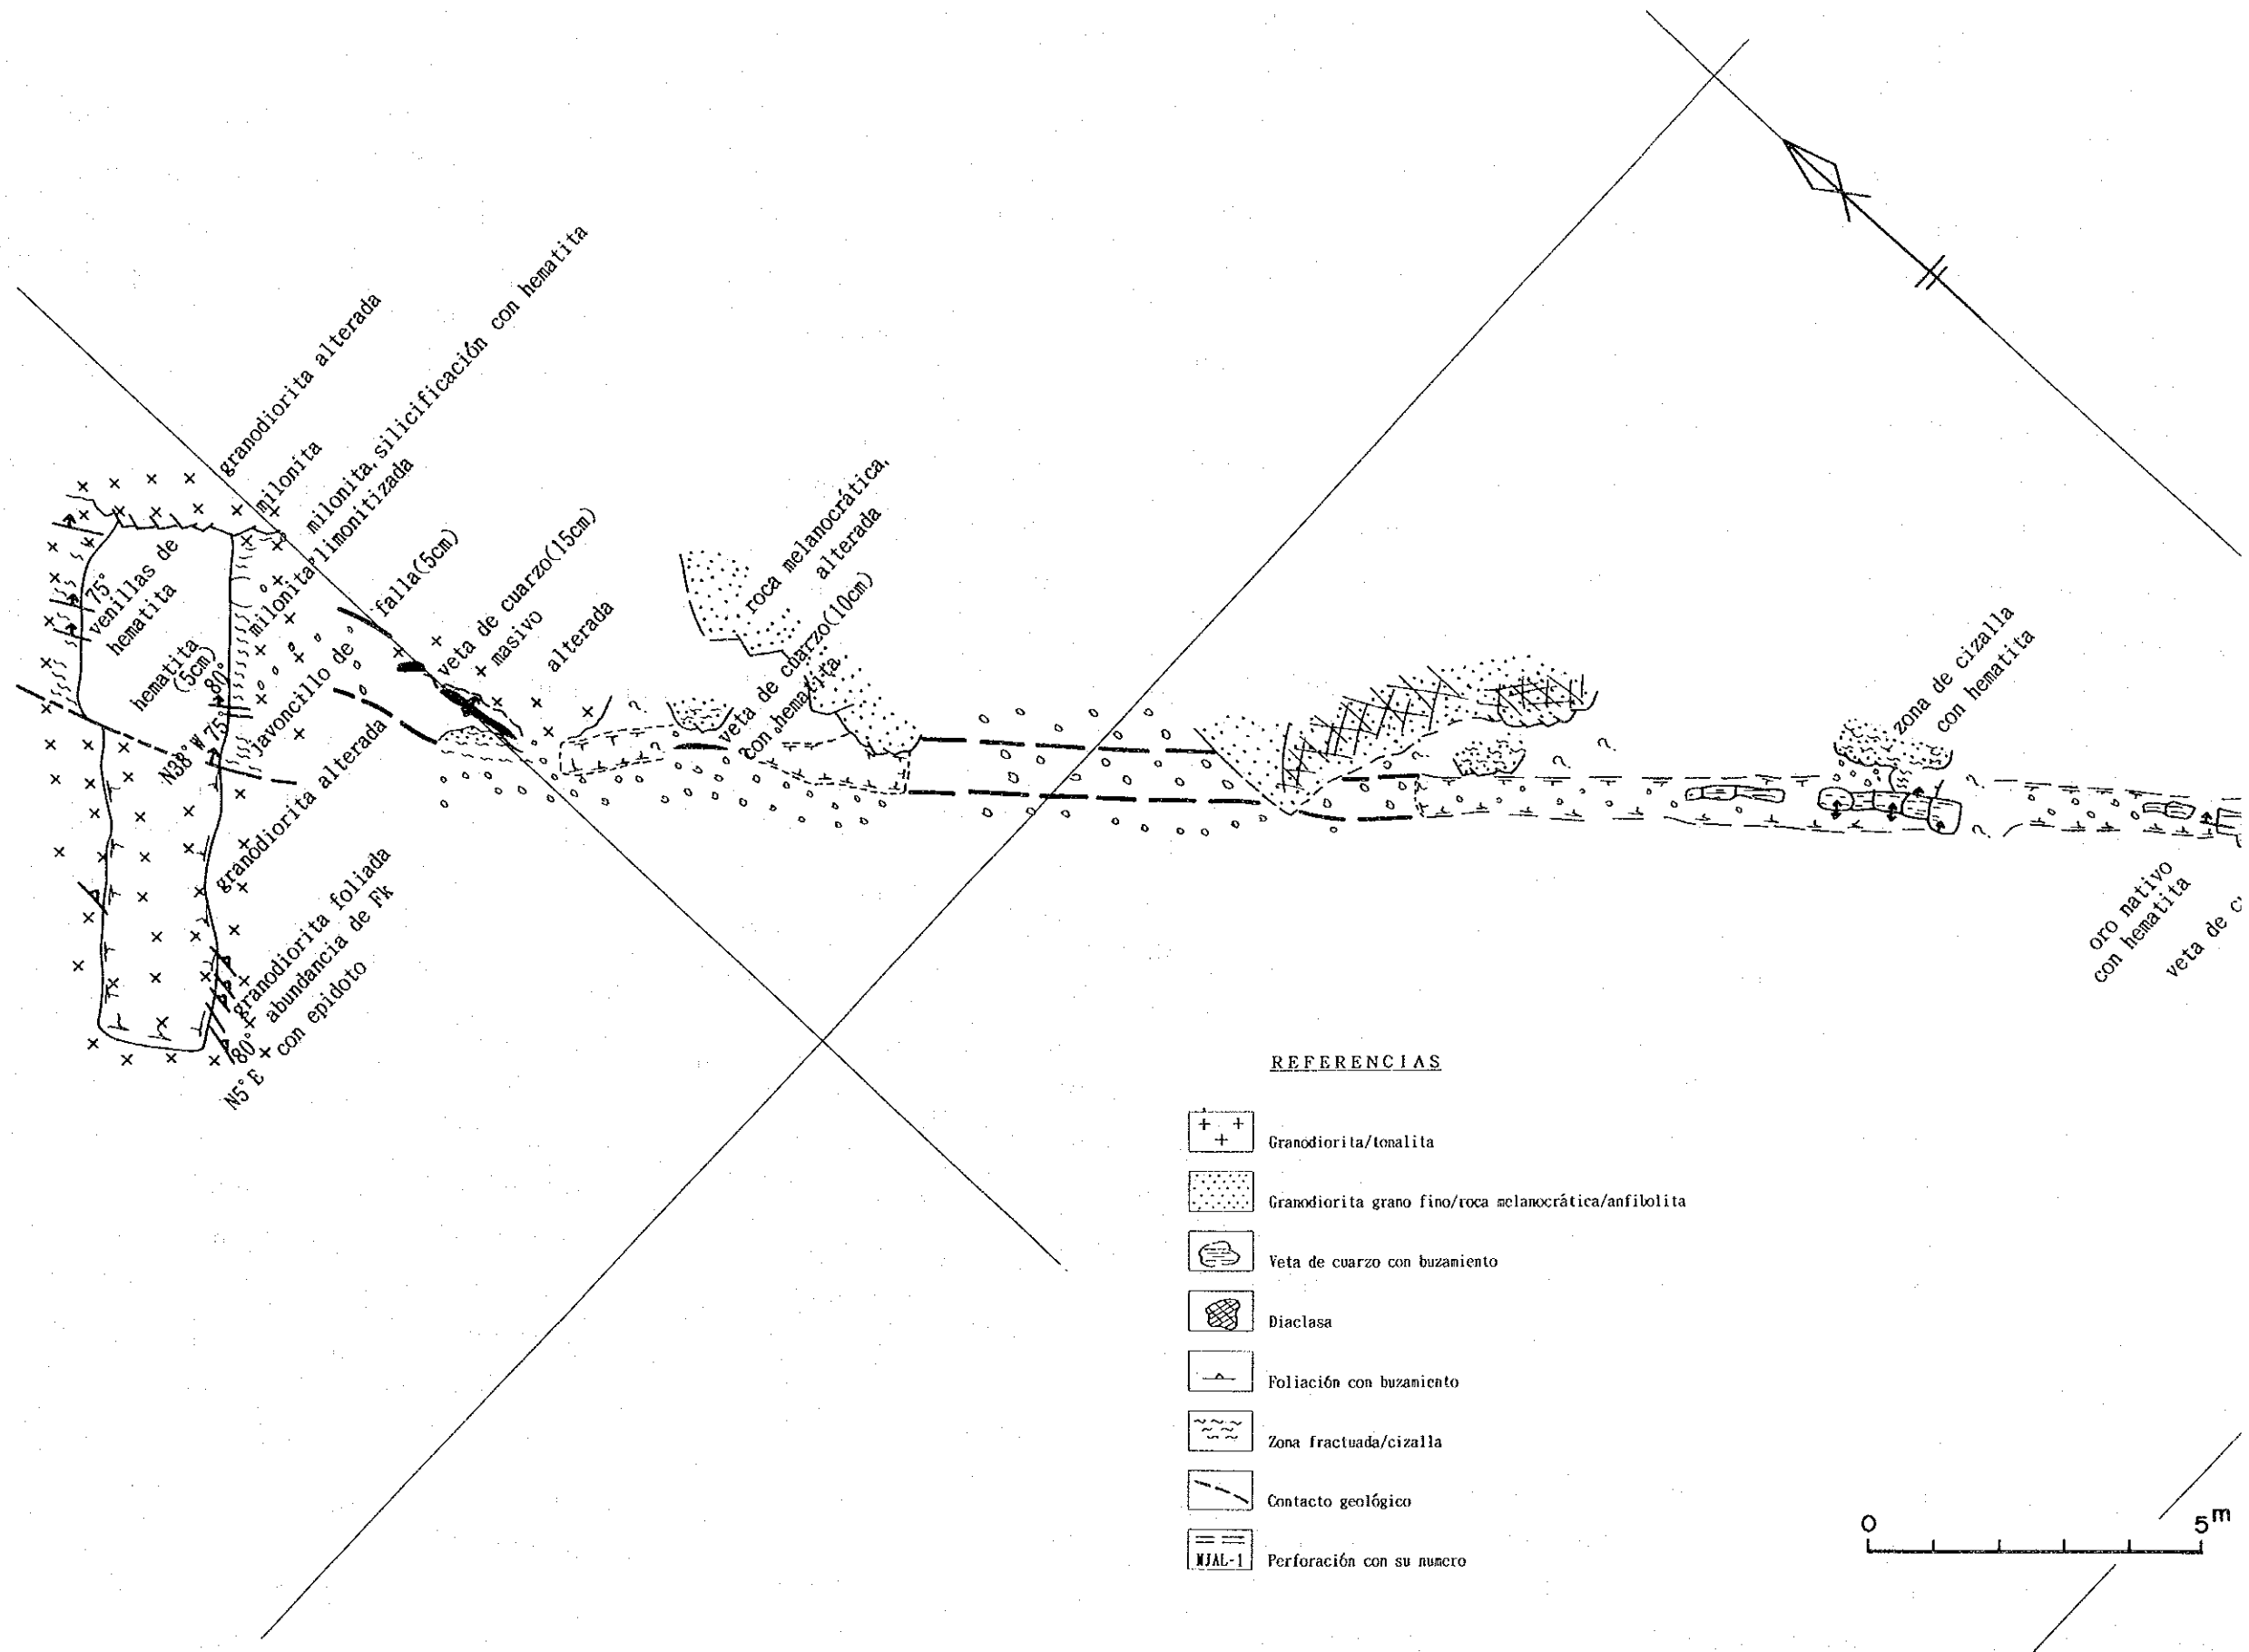 granodiorita alterada
milonita
milonita, silicificación con hematita
milonita limonitizada
falla(5cm)
veta de cuarzo(15cm)
masivo
alterada
roca melanocrática,
alterada
veta de cuarzo(10cm)
con hematita
75°
venillas de
hematita
hematita
(5cm)
80°
N38°W 75°
javoncillo de
granodiorita alterada
granodiorita foliada
abundancia de Fk
con epidoto
80°
N5°E
zona de cizalla
con hematita
oro nativo
con hematita
veta de
REFERENCIAS
Granodiorita/tonalita
Granodiorita grano fino/roca melanocrática/anfibolita
Veta de cuarzo con buzamiento
Diaclasa
Foliación con buzamiento
Zona fractuada/cizalla
Contacto geológico
MJAL-1 Perforación con su numero
0 5m